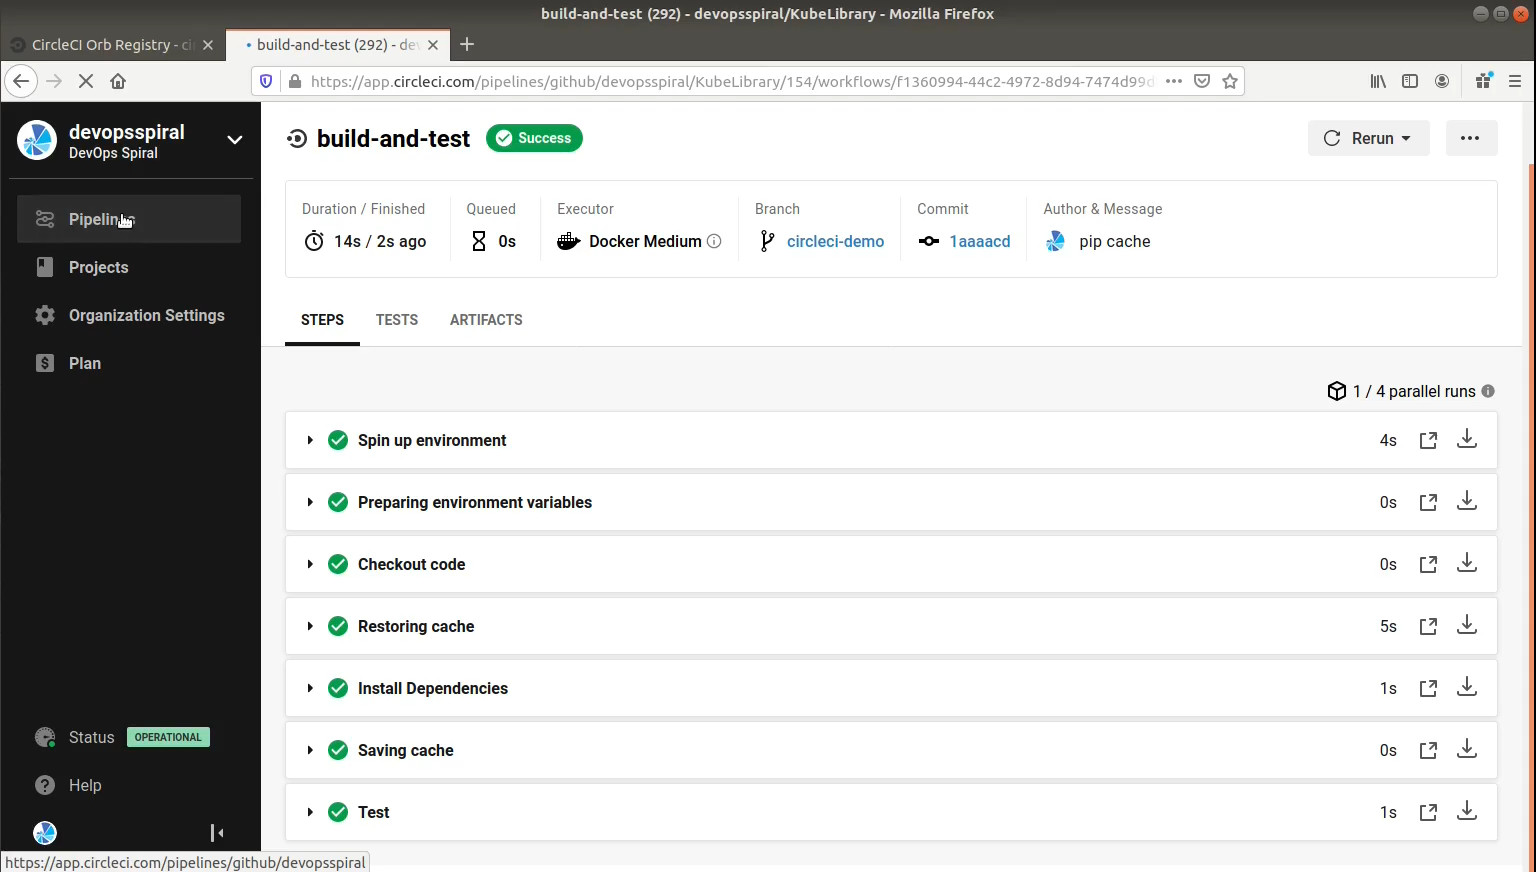 build-and-test (292) - devopsspiral/KubeLibrary - Mozilla Firefox
CircleCI Orb Registry - ci
build-and-test (292) - dev
https://app.circleci.com/pipelines/github/devopsspiral/KubeLibrary/154/workflows/f1360994-44c2-4972-8d94-7474d99d
devopsspiral
DevOps Spiral
Pipelines
Projects
Organization Settings
Plan
Status OPERATIONAL
Help
https://app.circleci.com/pipelines/github/devopsspiral
build-and-test Success
Rerun
Duration / Finished
14s / 2s ago
Queued
0s
Executor
Docker Medium
Branch
circleci-demo
Commit
1aaaacd
Author & Message
pip cache
STEPS TESTS ARTIFACTS
1 / 4 parallel runs
Spin up environment 4s
Preparing environment variables 0s
Checkout code 0s
Restoring cache 5s
Install Dependencies 1s
Saving cache 0s
Test 1s